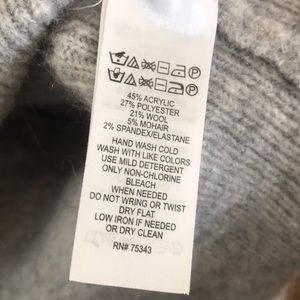 45% ACRYLIC
27% POLYESTER
21% WOOL
5% MOHAIR
2% SPANDEX/ELASTANE
HAND WASH COLD
WASH WITH LIKE COLORS
USE MILD DETERGENT
ONLY NON-CHLORINE
BLEACH
WHEN NEEDED
DO NOT WRING OR TWIST
DRY FLAT
LOW IRON IF NEEDED
OR DRY CLEAN
RN# 75343